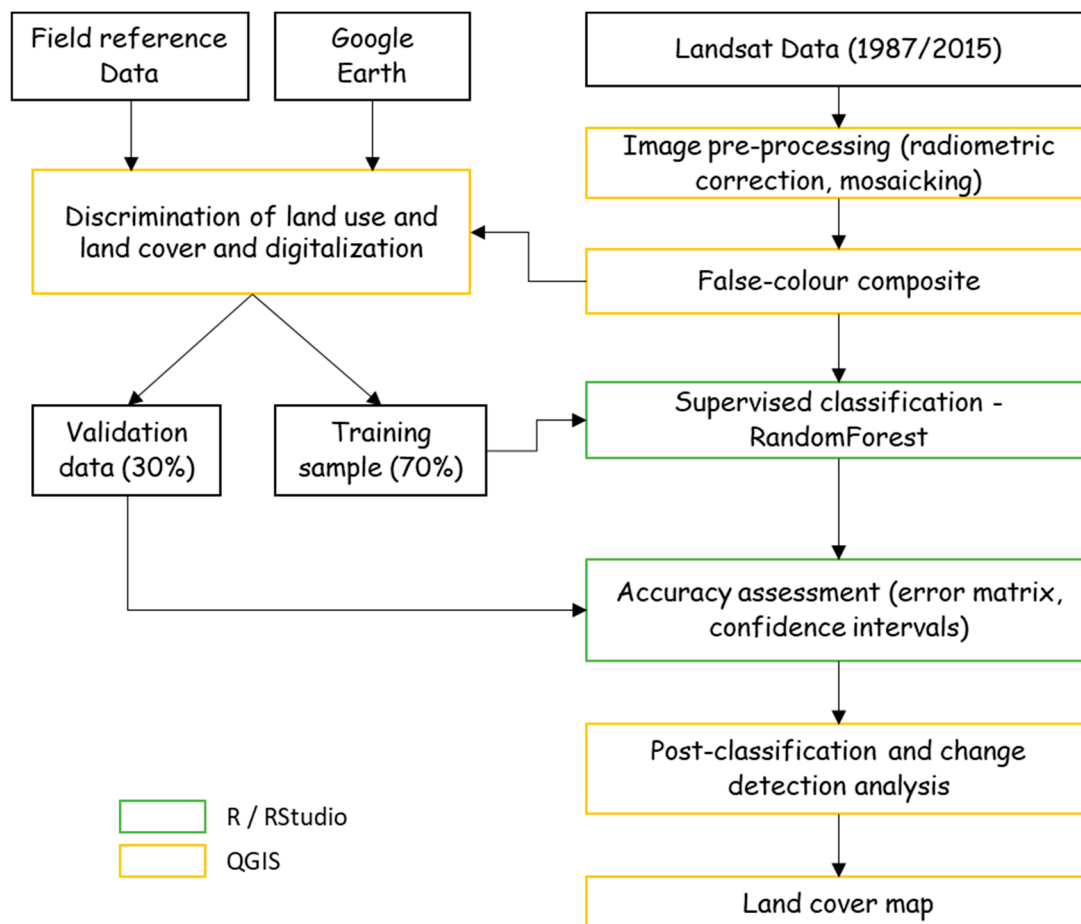 Field reference
Data
Google
Earth
Landsat Data (1987/2015)
Image pre-processing (radiometric
correction, mosaicking)
Discrimination of land use and
land cover and digitalization
False-colour composite
Validation
data (30%)
Training
sample (70%)
Supervised classification -
RandomForest
Accuracy assessment (error matrix,
confidence intervals)
Post-classification and change
detection analysis
R / RStudio
QGIS
Land cover map